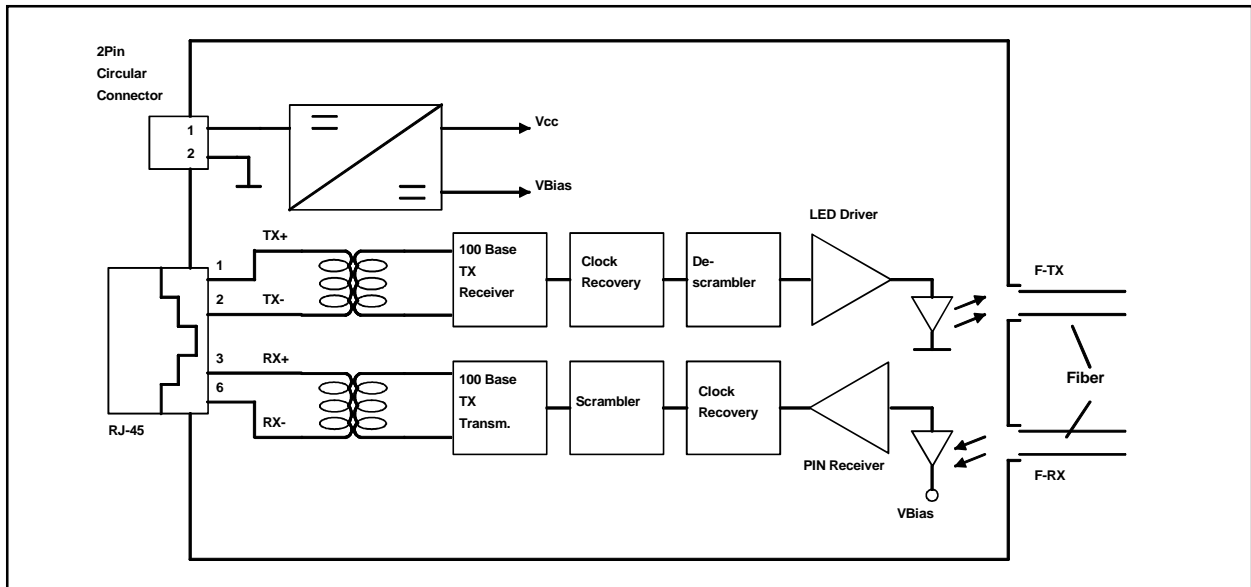 2Pin
Circular
Connector
1
2
Vcc
VBias
LED Driver
TX+
1
2
TX-
100 Base
TX
Receiver
Clock
Recovery
De-
scrambler
F-TX
3
RX+
6
RX-
RJ-45
100 Base
TX
Transm.
Scrambler
Clock
Recovery
PIN Receiver
VBias
Fiber
F-RX